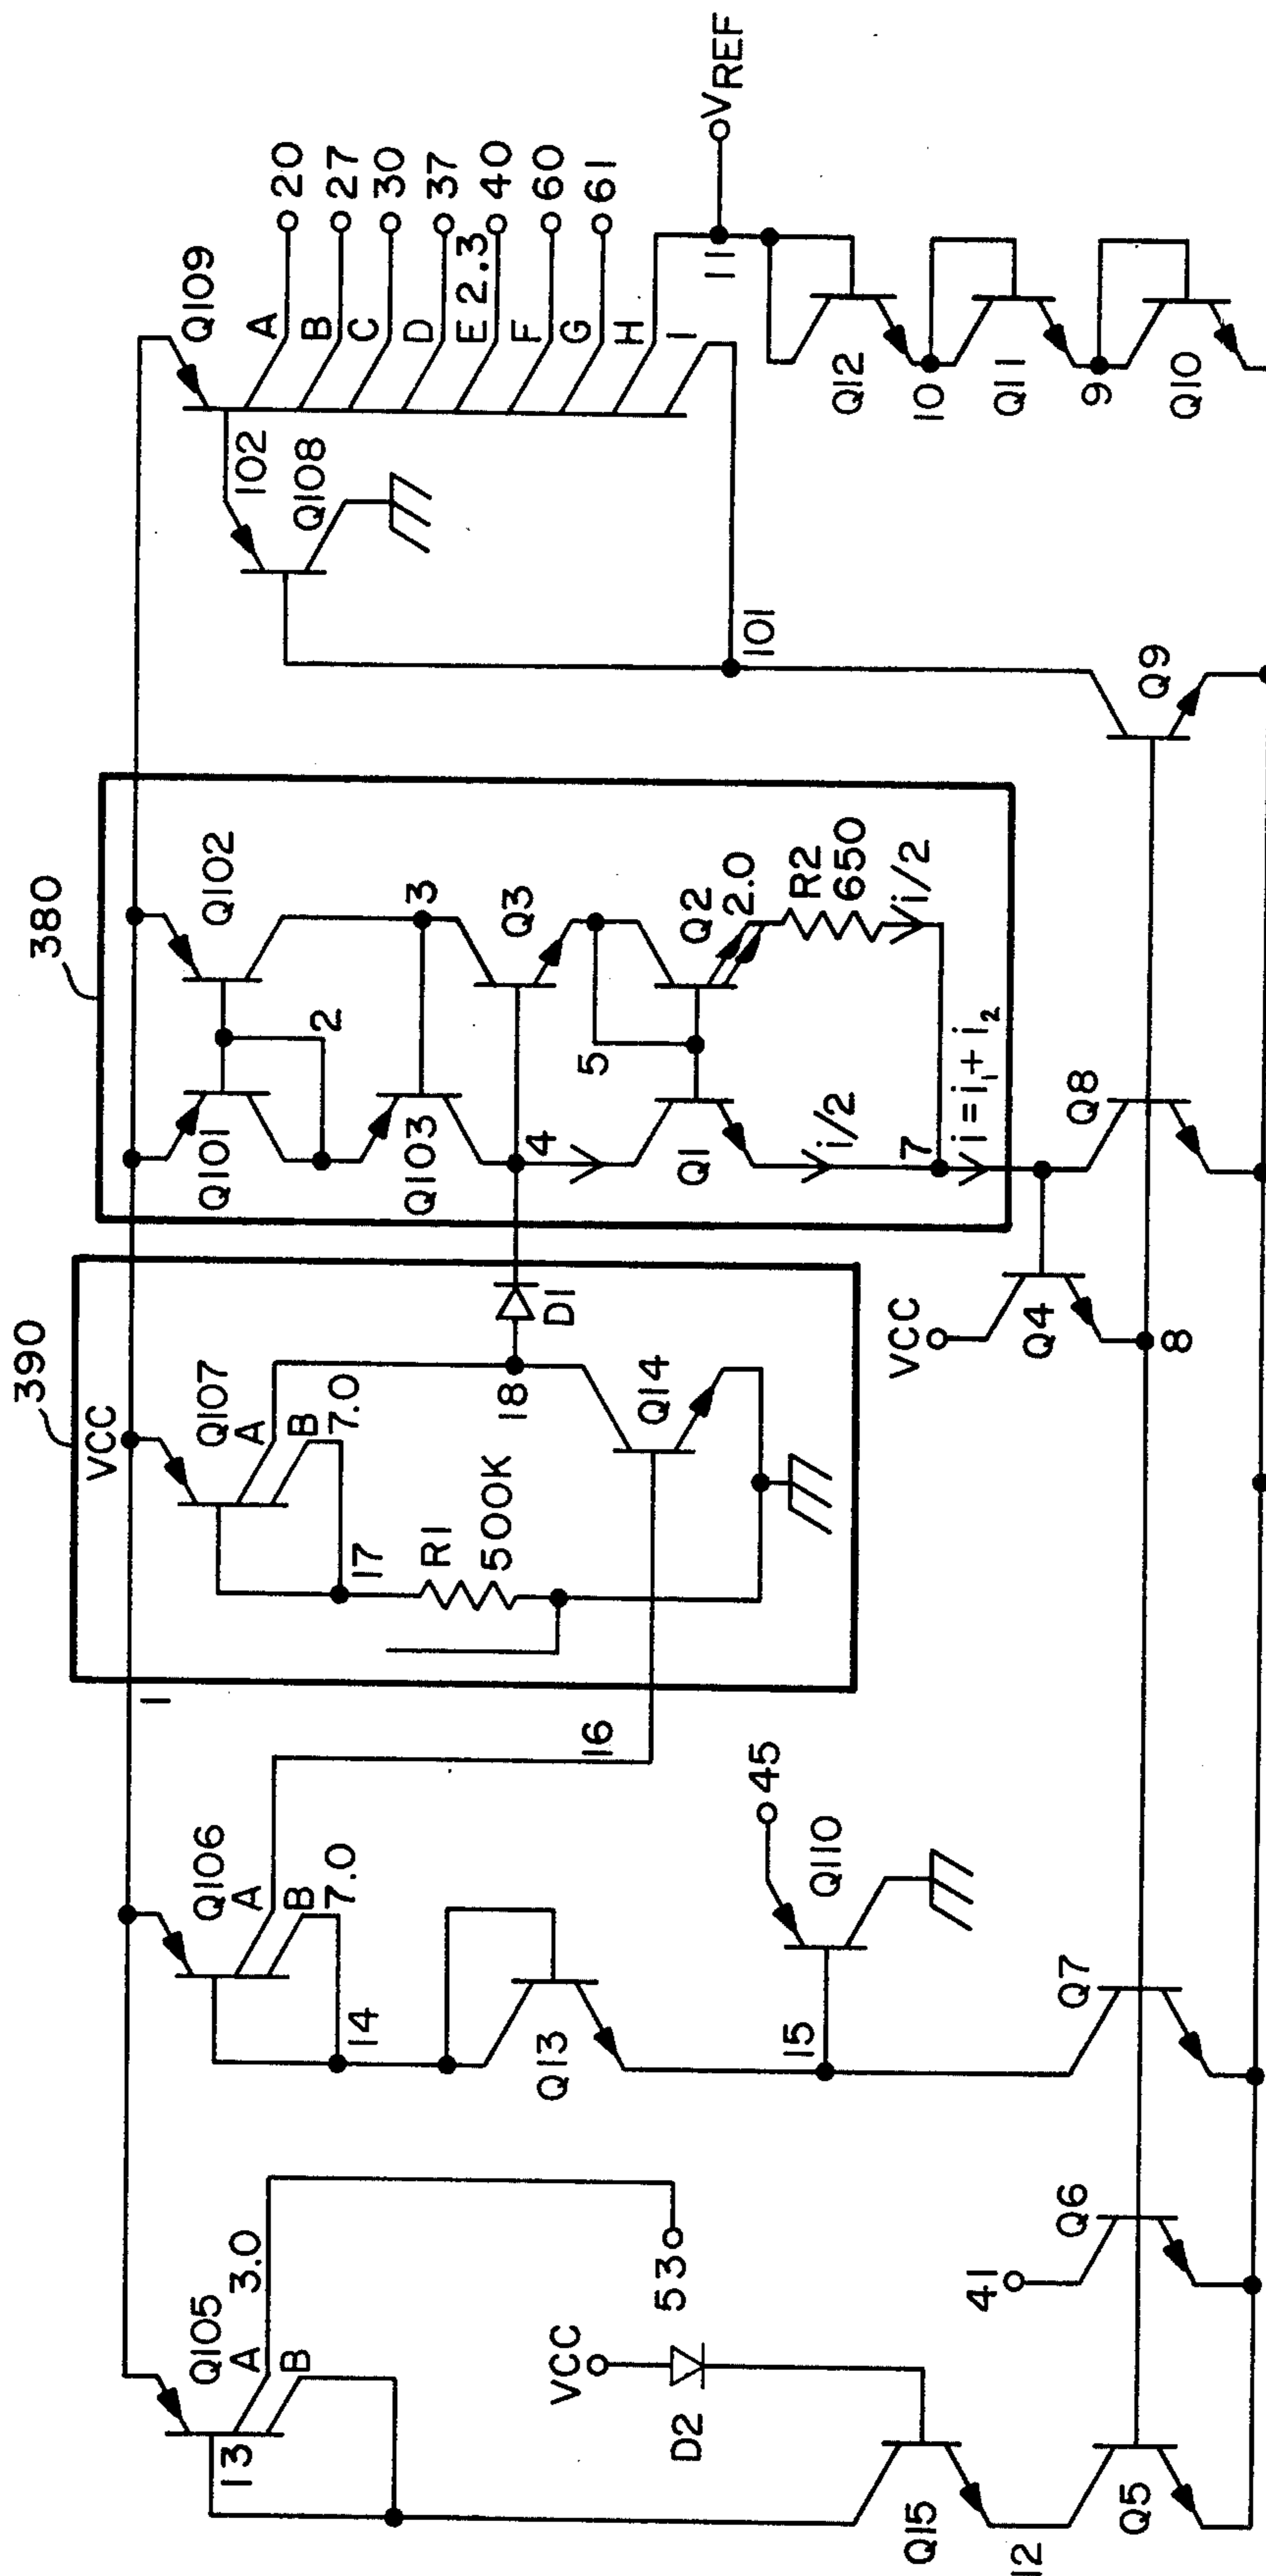 380
390
VCC
Q109
A
20
B
27
C
30
D
37
E 2.3
40
F
60
G
61
H
I
102
Q108
VREF
11
Q12
10
Q11
9
Q10
101
Q9
Q102
Q101
2
3
Q103
Q3
4
5
Q2
2.0
R2
650
i/2
Q1
i/2
7
i = i1 + i2
Q8
Q107
A
B
7.0
17
R1
500K
18
D1
Q14
VCC
Q4
8
1
16
Q106
A
B
7.0
14
Q13
45
Q110
15
Q7
Q105
A
3.0
B
13
53
VCC
D2
41
Q6
Q15
12
Q5